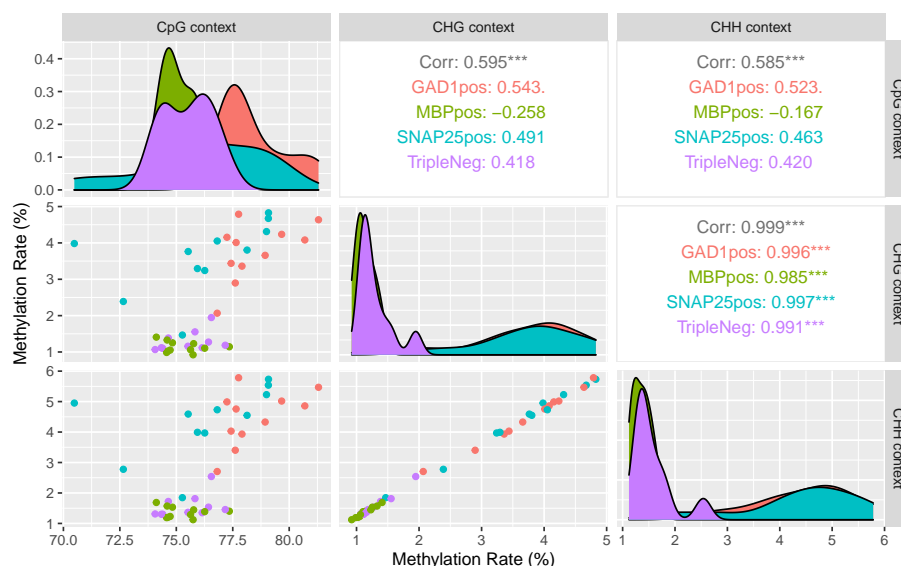 CpG context
CHG context
CHH context
0.4
0.3
0.2
0.1
0.0
Corr: 0.595***
GAD1pos: 0.543.
MBPpos: −0.258
SNAP25pos: 0.491
TripleNeg: 0.418
Corr: 0.585***
GAD1pos: 0.523.
MBPpos: −0.167
SNAP25pos: 0.463
TripleNeg: 0.420
CpG context
Methylation Rate (%)
5
4
3
2
1
Corr: 0.999***
GAD1pos: 0.996***
MBPpos: 0.985***
SNAP25pos: 0.997***
TripleNeg: 0.991***
CHG context
Methylation Rate (%)
6
5
4
3
2
1
CHH context
70.0 72.5 75.0 77.5 80.0
1 2 3 4 5
1 2 3 4 5 6
Methylation Rate (%)